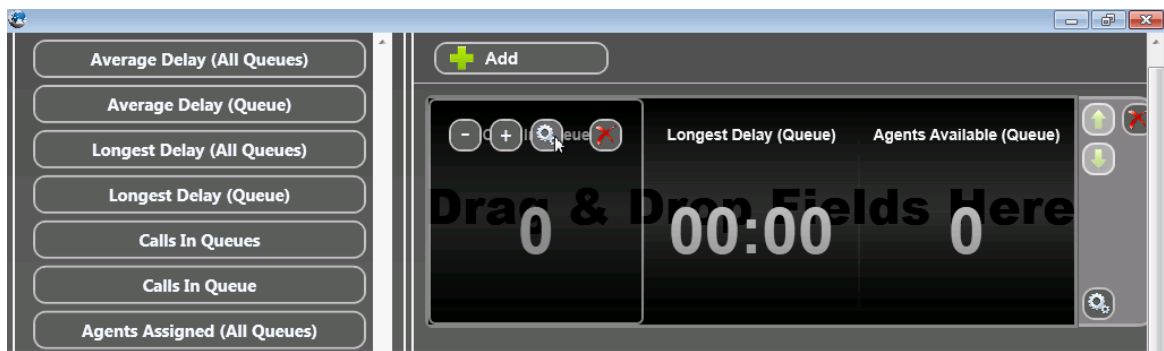 Average Delay (All Queues)
Average Delay (Queue)
Longest Delay (All Queues)
Longest Delay (Queue)
Calls In Queues
Calls In Queue
Agents Assigned (All Queues)
Add
- + 
Longest Delay (Queue)
Agents Available (Queue)
Drag & Drop Fields Here
0
00:00
0